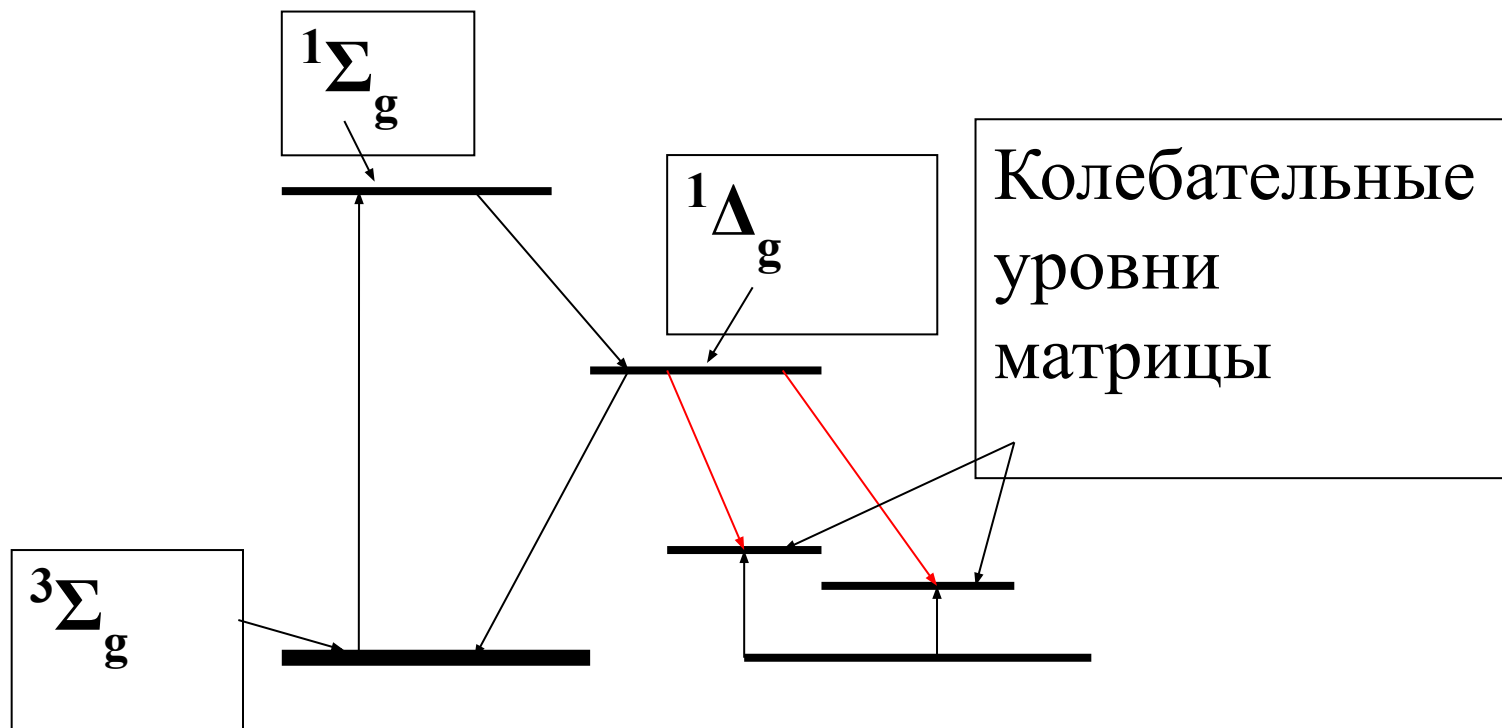 ¹Σg
¹Δg
Колебательные
уровни
матрицы
³Σg